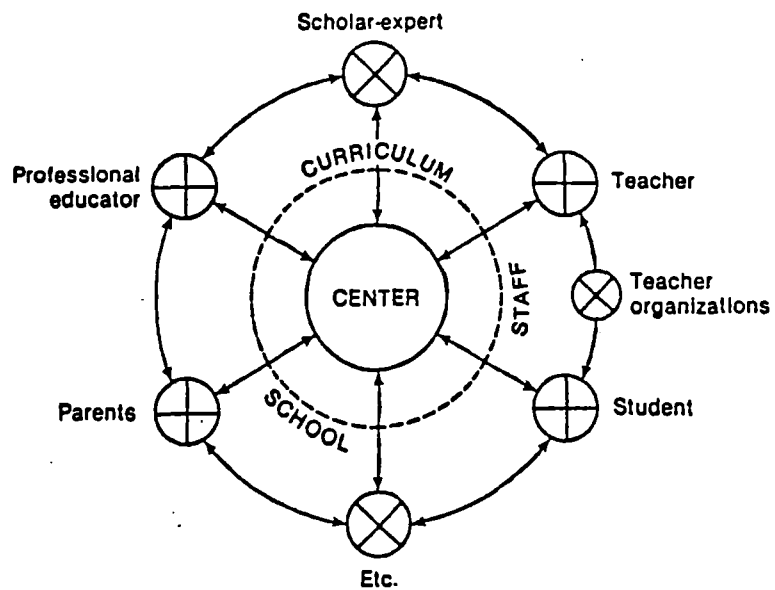 Scholar-expert
CURRICULUM
Professional
educator
Teacher
CENTER
STAFF
Teacher
organizations
Parents
SCHOOL
Student
Etc.